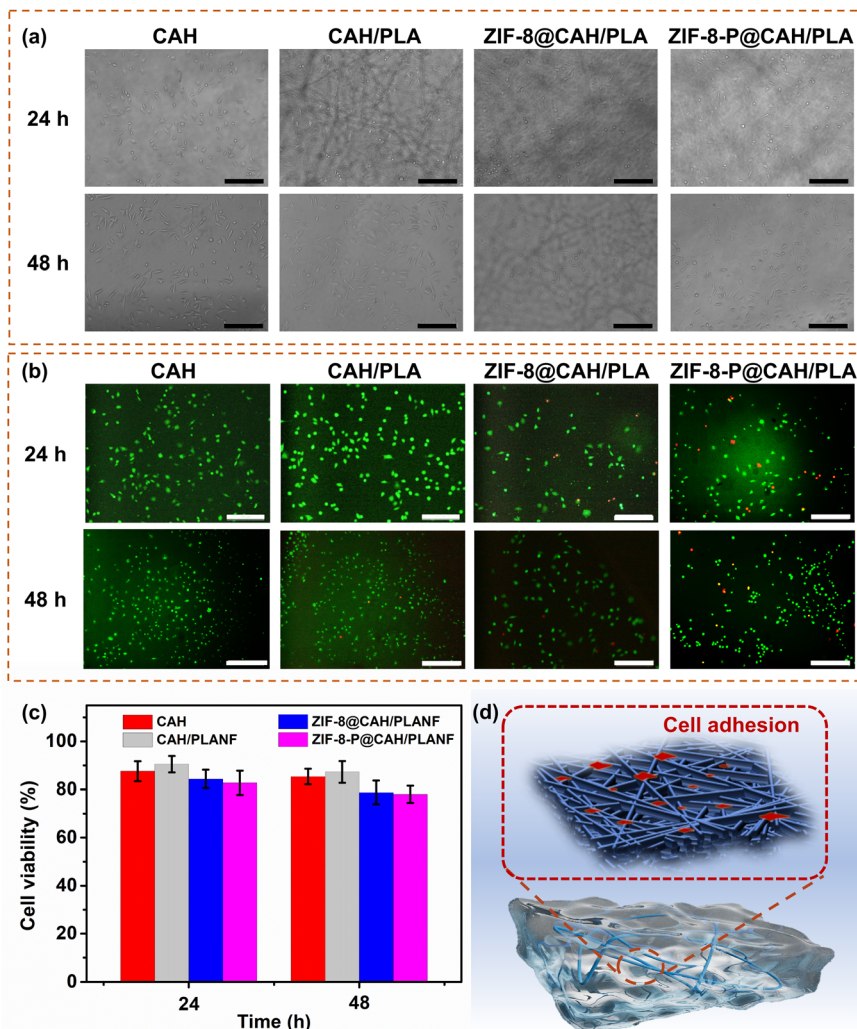 (a)
CAH
CAH/PLA
ZIF-8@CAH/PLA
ZIF-8-P@CAH/PLA
24 h
48 h
(b)
CAH
CAH/PLA
ZIF-8@CAH/PLA
ZIF-8-P@CAH/PLA
24 h
48 h
(c)
CAH
ZIF-8@CAH/PLANF
CAH/PLANF
ZIF-8-P@CAH/PLANF
100
80
60
40
20
0
Cell viability (%)
24
48
Time (h)
(d)
Cell adhesion